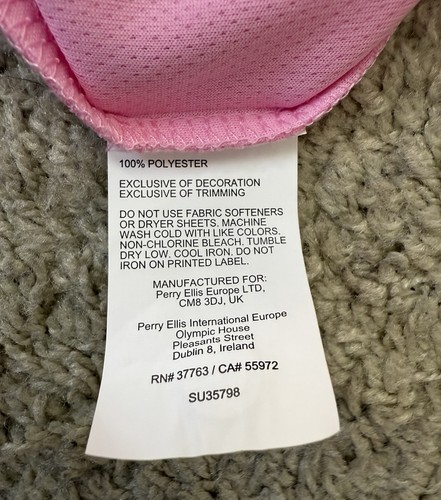 100% POLYESTER
EXCLUSIVE OF DECORATION
EXCLUSIVE OF TRIMMING
DO NOT USE FABRIC SOFTENERS
OR DRYER SHEETS. MACHINE
WASH COLD WITH LIKE COLORS.
NON-CHLORINE BLEACH. TUMBLE
DRY LOW. COOL IRON. DO NOT
IRON ON PRINTED LABEL.
MANUFACTURED FOR:
Perry Ellis Europe LTD,
CM8 3DJ, UK
Perry Ellis International Europe
Olympic House
Pleasants Street
Dublin 8, Ireland
RN# 37763 / CA# 55972
SU35798